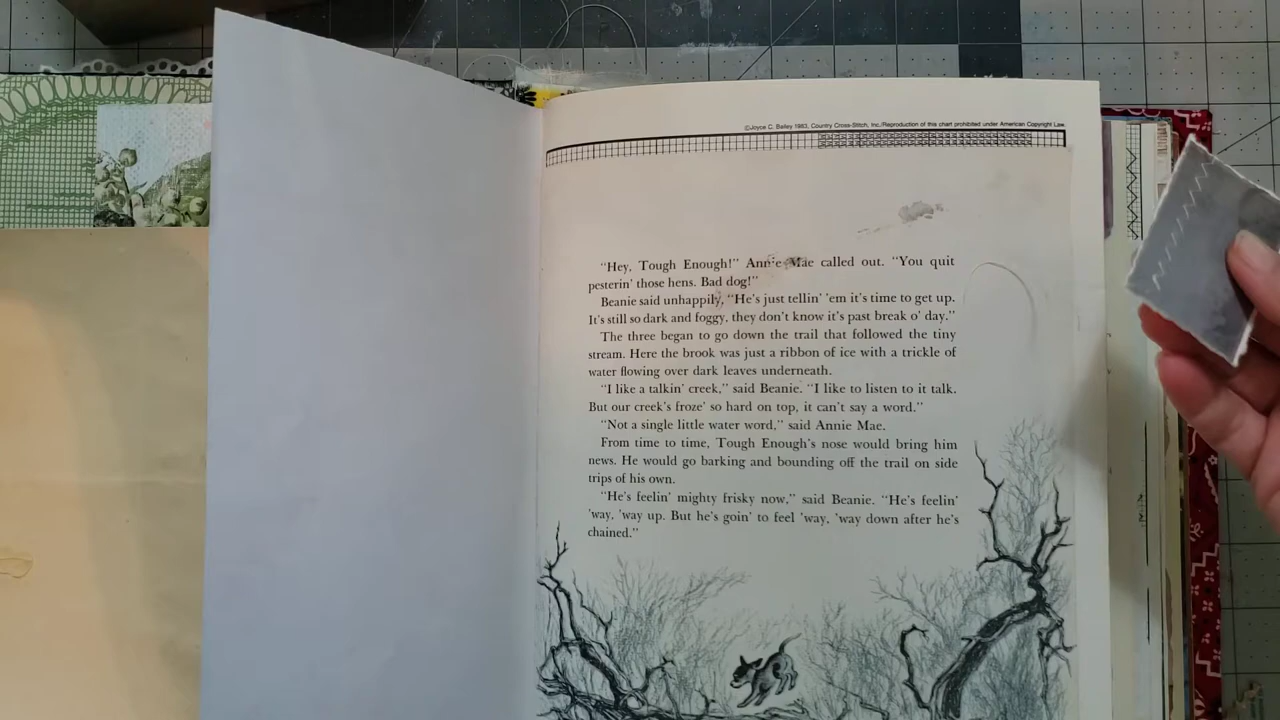 ©Joyce C. Bailey 1983, Country Cross-Stitch, Inc./Reproduction of this chart prohibited under American Copyright Law.
“Hey, Tough Enough!” Annie Mae called out. “You quit
pesterin’ those hens. Bad dog!”
Beanie said unhappily, “He’s just tellin’ ’em it’s time to get up.
It’s still so dark and foggy, they don’t know it’s past break o’ day.”
The three began to go down the trail that followed the tiny
stream. Here the brook was just a ribbon of ice with a trickle of
water flowing over dark leaves underneath.
“I like a talkin’ creek,” said Beanie. “I like to listen to it talk.
But our creek’s froze’ so hard on top, it can’t say a word.”
“Not a single little water word,” said Annie Mae.
From time to time, Tough Enough’s nose would bring him
news. He would go barking and bounding off the trail on side
trips of his own.
“He’s feelin’ mighty frisky now,” said Beanie. “He’s feelin’
’way, ’way up. But he’s goin’ to feel ’way, ’way down after he’s
chained.”